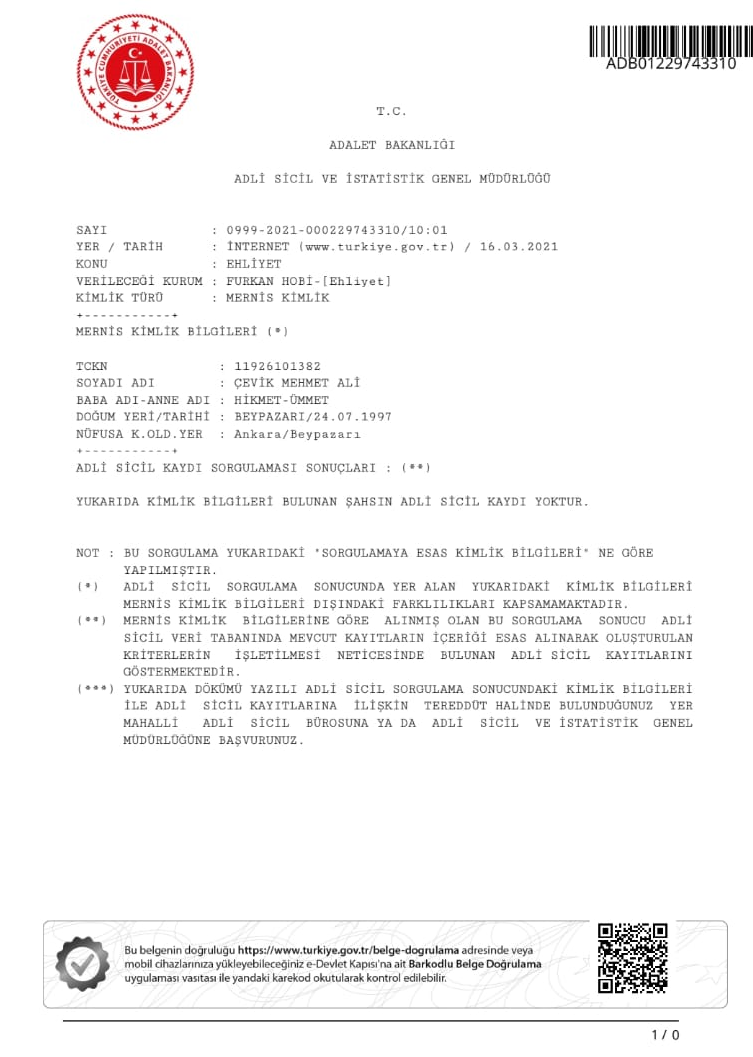 TÜRKİYE CUMHURİYETİ ADALET BAKANLIĞI
ADB01229743310
T.C.
ADALET BAKANLIĞI
ADLİ SİCİL VE İSTATİSTİK GENEL MÜDÜRLÜĞÜ
SAYI : 0999-2021-000229743310/10:01
YER / TARİH : İNTERNET (www.turkiye.gov.tr) / 16.03.2021
KONU : EHLİYET
VERİLECEĞİ KURUM : FURKAN HOBİ-[Ehliyet]
KİMLİK TÜRÜ : MERNİS KİMLİK
+-----------+
MERNİS KİMLİK BİLGİLERİ (*)
TCKN : 11926101382
SOYADI ADI : ÇEVİK MEHMET ALİ
BABA ADI-ANNE ADI : HİKMET-ÜMMET
DOĞUM YERİ/TARİHİ : BEYPAZARI/24.07.1997
NÜFUSA K.OLD.YER : Ankara/Beypazarı
+-----------+
ADLİ SİCİL KAYDI SORGULAMASI SONUÇLARI : (**)
YUKARIDA KİMLİK BİLGİLERİ BULUNAN ŞAHSIN ADLİ SİCİL KAYDI YOKTUR.
NOT : BU SORGULAMA YUKARIDAKİ "SORGULAMAYA ESAS KİMLİK BİLGİLERİ" NE GÖRE
YAPILMIŞTIR.
(*) ADLİ SİCİL SORGULAMA SONUCUNDA YER ALAN YUKARIDAKİ KİMLİK BİLGİLERİ
MERNİS KİMLİK BİLGİLERİ DIŞINDAKİ FARKLILIKLARI KAPSAMAMAKTADIR.
(**) MERNİS KİMLİK BİLGİLERİNE GÖRE ALINMIŞ OLAN BU SORGULAMA SONUCU ADLİ
SİCİL VERİ TABANINDA MEVCUT KAYITLARIN İÇERİĞİ ESAS ALINARAK OLUŞTURULAN
KRİTERLERİN İŞLETİLMESİ NETİCESİNDE BULUNAN ADLİ SİCİL KAYITLARINI
GÖSTERMEKTEDİR.
(***) YUKARIDA DÖKÜMÜ YAZILI ADLİ SİCİL SORGULAMA SONUCUNDAKİ KİMLİK BİLGİLERİ
İLE ADLİ SİCİL KAYITLARINA İLİŞKİN TEREDDÜT HALİNDE BULUNDUĞUNUZ YER
MAHALLİ ADLİ SİCİL BÜROSUNA YA DA ADLİ SİCİL VE İSTATİSTİK GENEL
MÜDÜRLÜĞÜNE BAŞVURUNUZ.
Bu belgenin doğruluğu https://www.turkiye.gov.tr/belge-dogrulama adresinde veya
mobil cihazlarınıza yükleyebileceğiniz e-Devlet Kapısı'na ait Barkodlu Belge Doğrulama
uygulaması vasıtası ile yandaki karekod okutularak kontrol edilebilir.
1 / 0